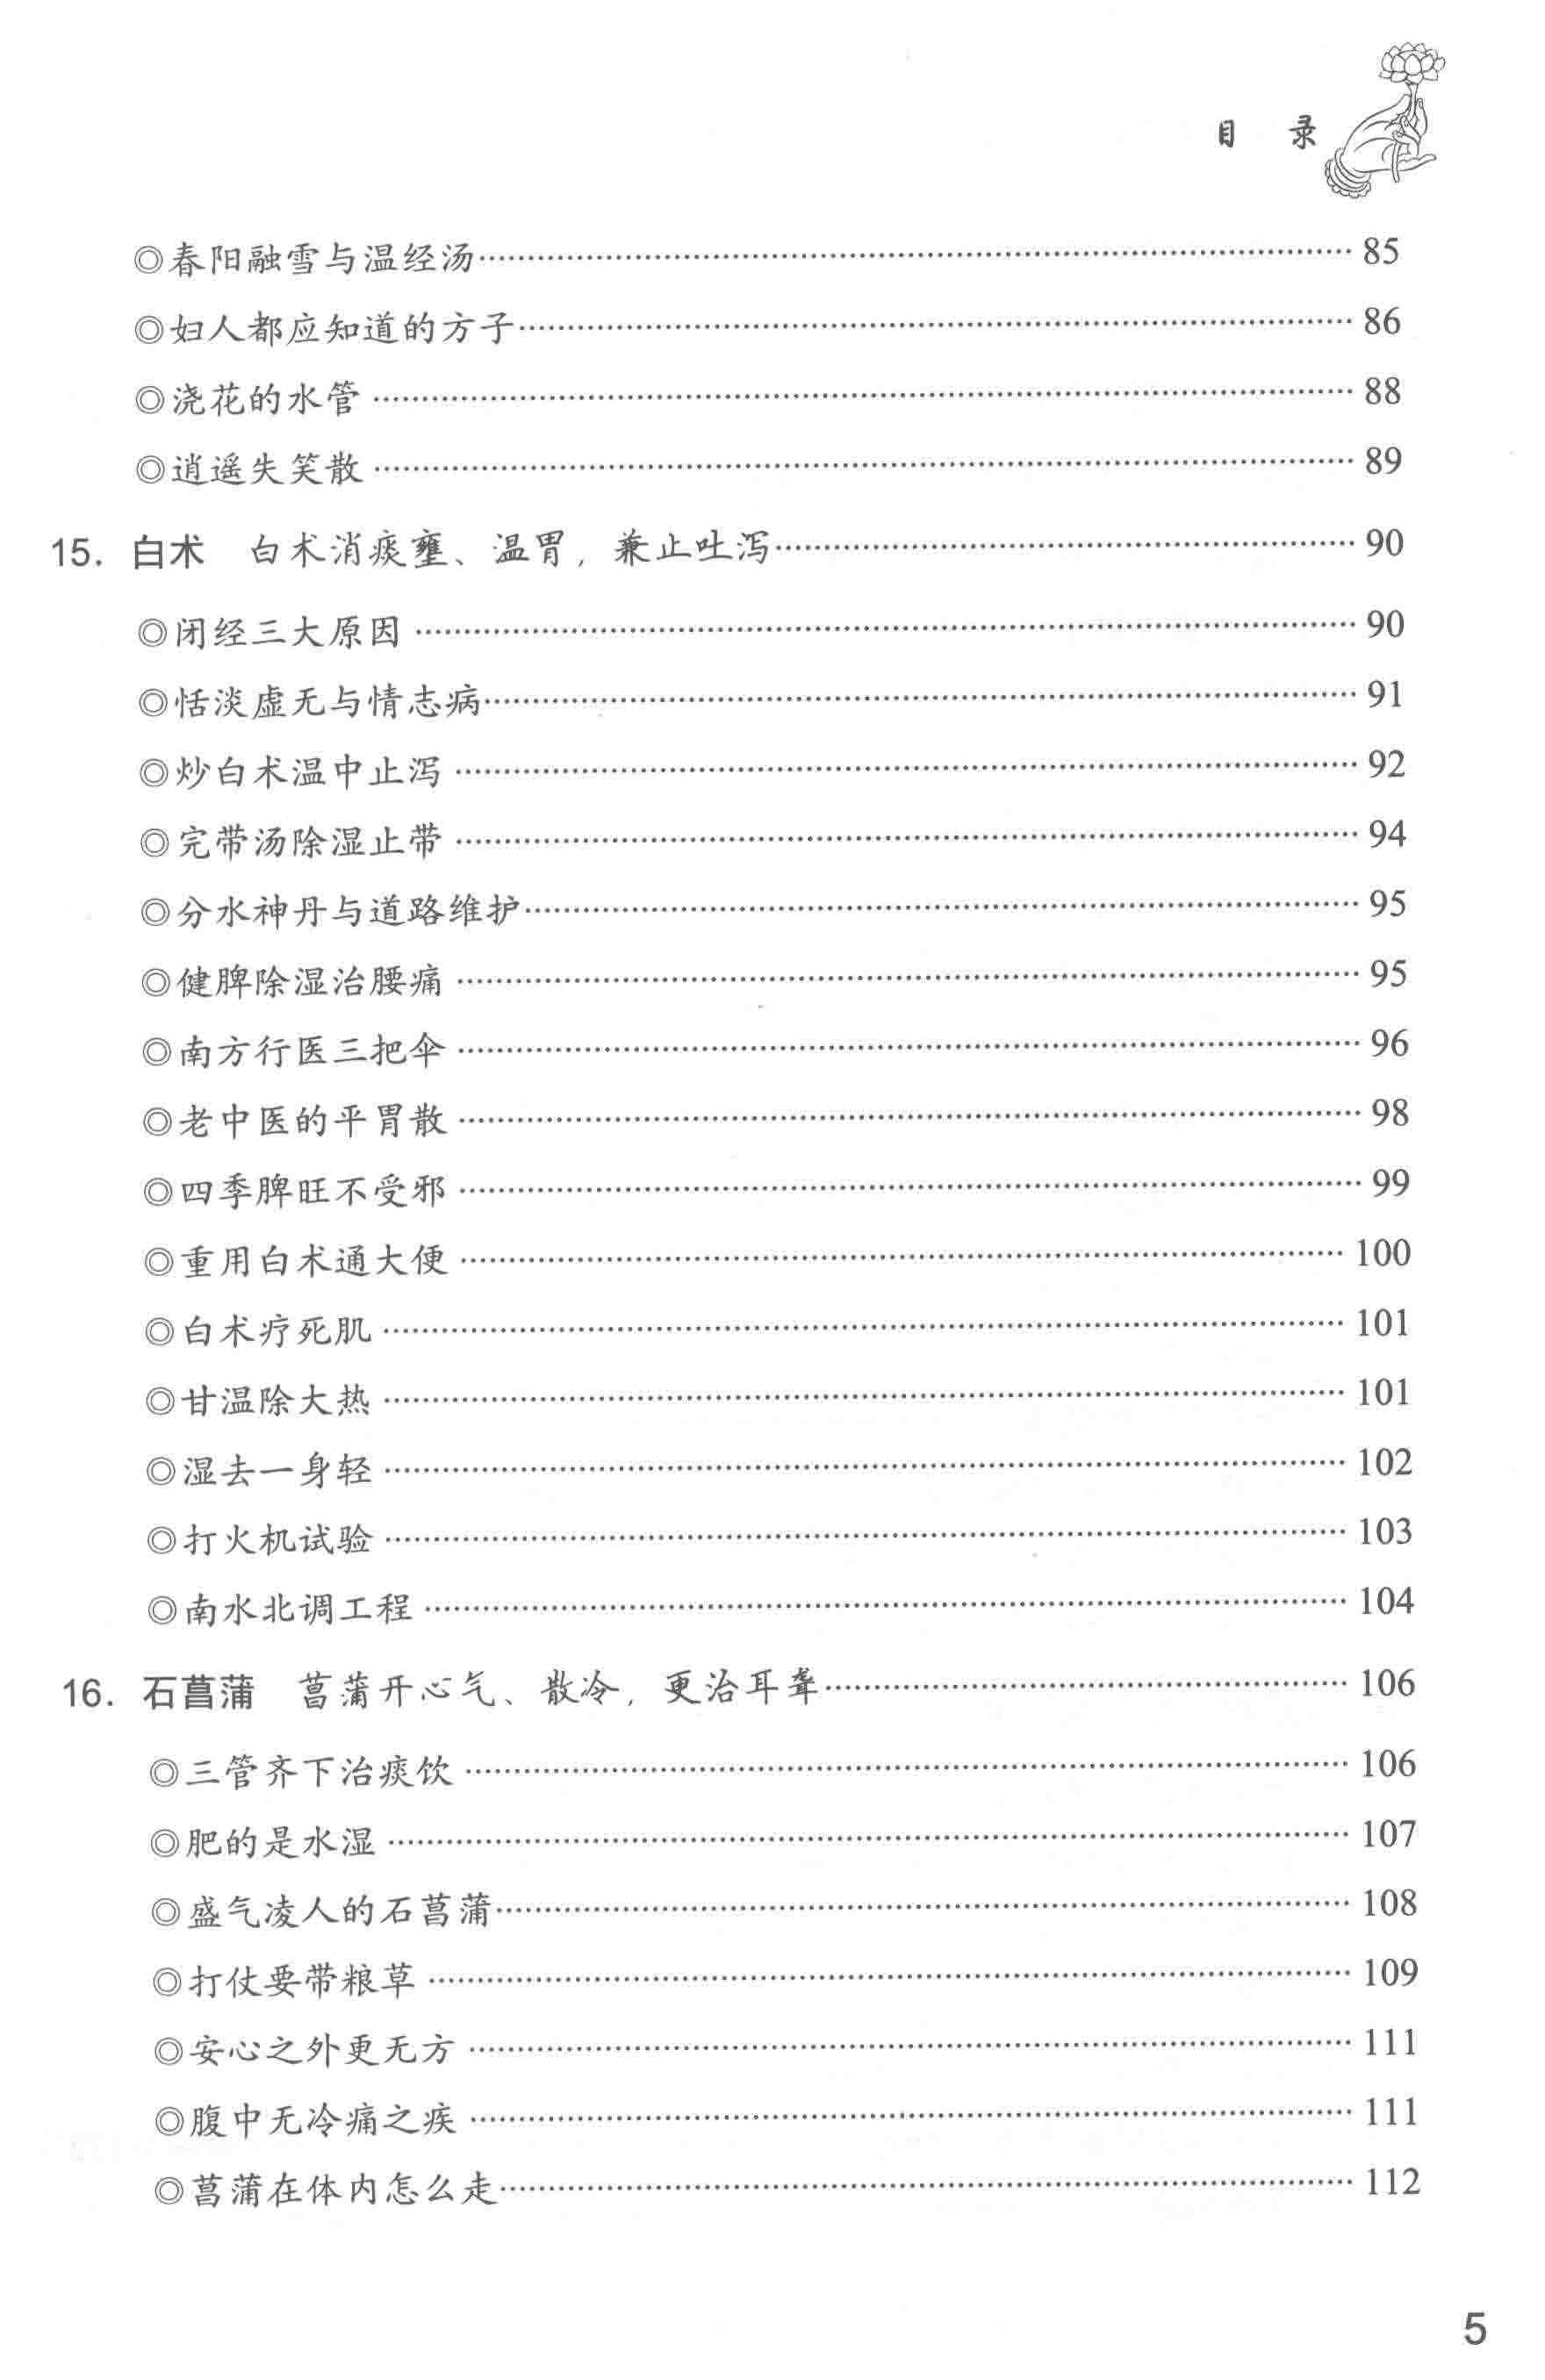 目 录
◎春阳融雪与温经汤 85
◎妇人都应知道的方子 86
◎浇花的水管 88
◎逍遥失笑散 89
15. 白术 白术消痰壅、温胃，兼止吐泻 90
◎闭经三大原因 90
◎恬淡虚无与情志病 91
◎炒白术温中止泻 92
◎完带汤除湿止带 94
◎分水神丹与道路维护 95
◎健脾除湿治腰痛 95
◎南方行医三把伞 96
◎老中医的平胃散 98
◎四季脾旺不受邪 99
◎重用白术通大便 100
◎白术疗死肌 101
◎甘温除大热 101
◎湿去一身轻 102
◎打火机试验 103
◎南水北调工程 104
16. 石菖蒲 菖蒲开心气、散冷，更治耳聋 106
◎三管齐下治痰饮 106
◎肥的是水湿 107
◎盛气凌人的石菖蒲 108
◎打仗要带粮草 109
◎安心之外更无方 111
◎腹中无冷痛之疾 111
◎菖蒲在体内怎么走 112
5